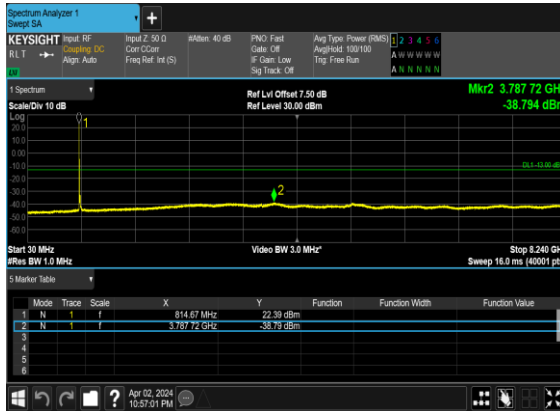 Spectrum Analyzer 1
Swept SA
KEYSIGHT Input: RF Input Z: 50 Ω #Atten: 40 dB PNO: Fast Avg Type: Power (RMS) 1 2 3 4 5 6
RLT Coupling: DC Corr CCorr Gate: Off Avg|Hold: 100/100 A W W W W W
Align: Auto Freq Ref: Int (S) IF Gain: Low Trig: Free Run
Sig Track: Off A N N N N N
1 Spectrum
Ref Lvl Offset 7.50 dB Mkr2 3.787 72 GHz
Scale/Div 10 dB Ref Level 30.00 dBm -38.794 dBm
Log
20.0
10.0
0.00
-10.0
-20.0
-30.0
-40.0
-50.0
-60.0
1
DL1 -13.00 dB
2
Start 30 MHz Video BW 3.0 MHz* Stop 8.240 GH
#Res BW 1.0 MHz Sweep 16.0 ms (40001 pt
5 Marker Table
Mode Trace Scale X Y Function Function Width Function Value
1 N 1 f 814.67 MHz 22.39 dBm
2 N 1 f 3.787 72 GHz -38.79 dBm
3
4
5
6
? Apr 02, 2024
10:57:01 PM